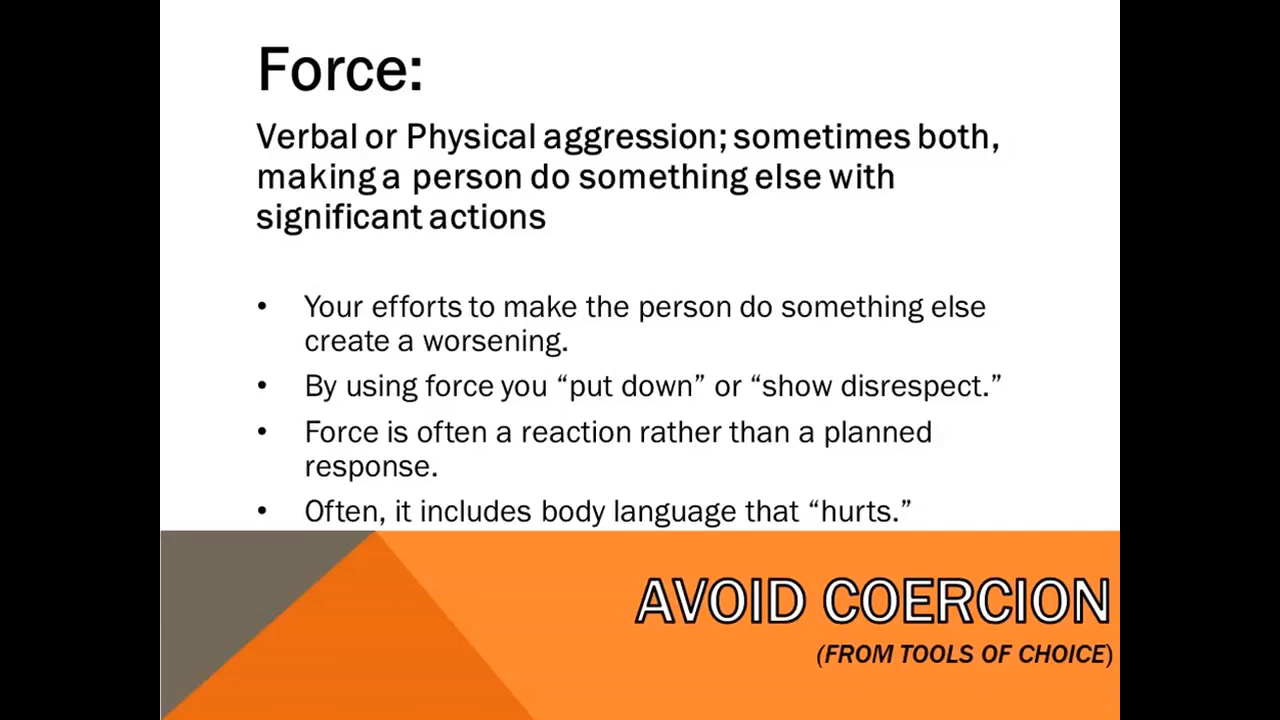 Force:
Verbal or Physical aggression; sometimes both,
making a person do something else with
significant actions
• Your efforts to make the person do something else
create a worsening.
• By using force you “put down” or “show disrespect.”
• Force is often a reaction rather than a planned
response.
• Often, it includes body language that “hurts.”
AVOID COERCION
(FROM TOOLS OF CHOICE)